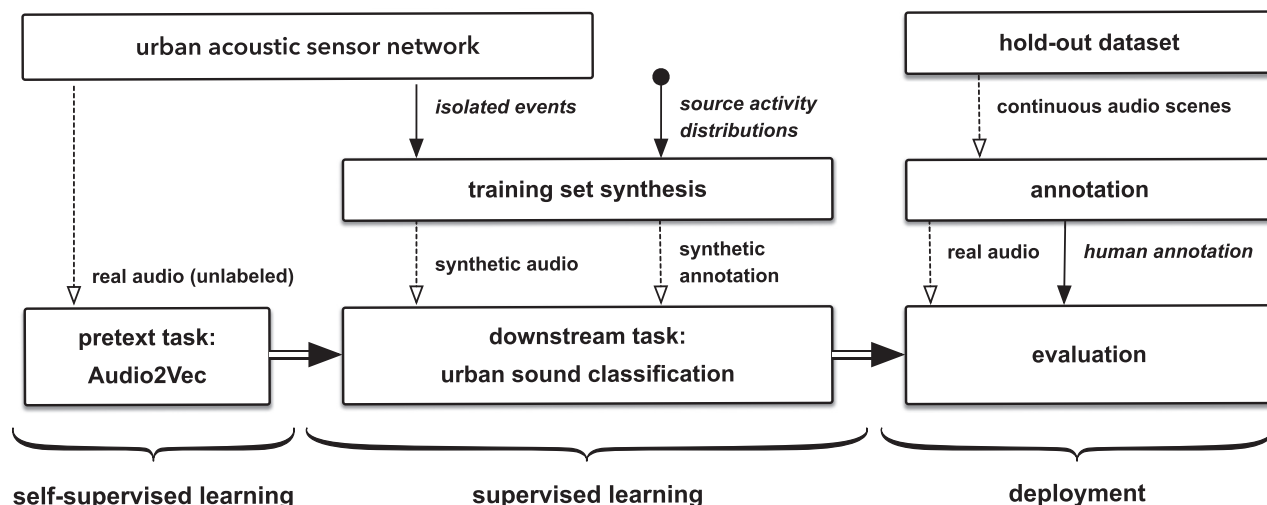 urban acoustic sensor network
hold-out dataset
isolated events
source activity
distributions
continuous audio scenes
training set synthesis
annotation
real audio (unlabeled)
synthetic audio
synthetic
annotation
real audio
human annotation
pretext task:
Audio2Vec
downstream task:
urban sound classification
evaluation
self-supervised learning
supervised learning
deployment